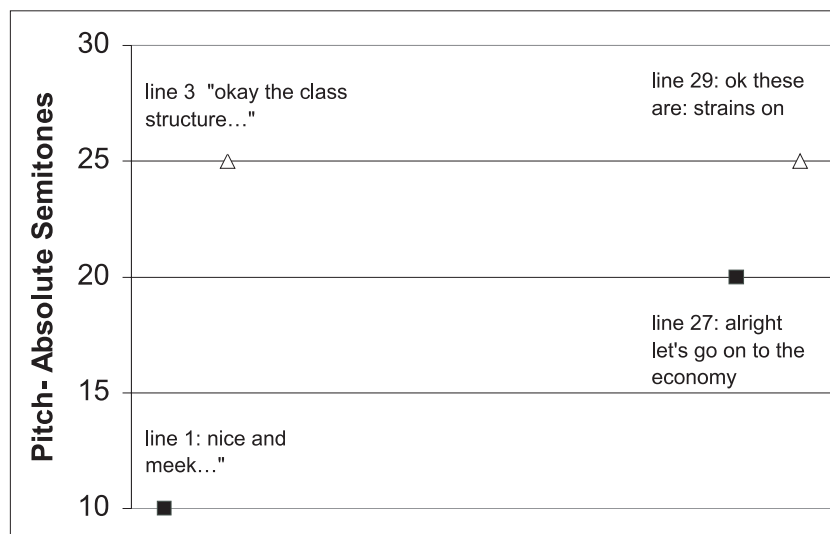 Pitch- Absolute Semitones
30
25
20
15
10
line 3 "okay the class
structure…"
line 29: ok these
are: strains on
line 27: alright
let's go on to the
economy
line 1: nice and
meek…"